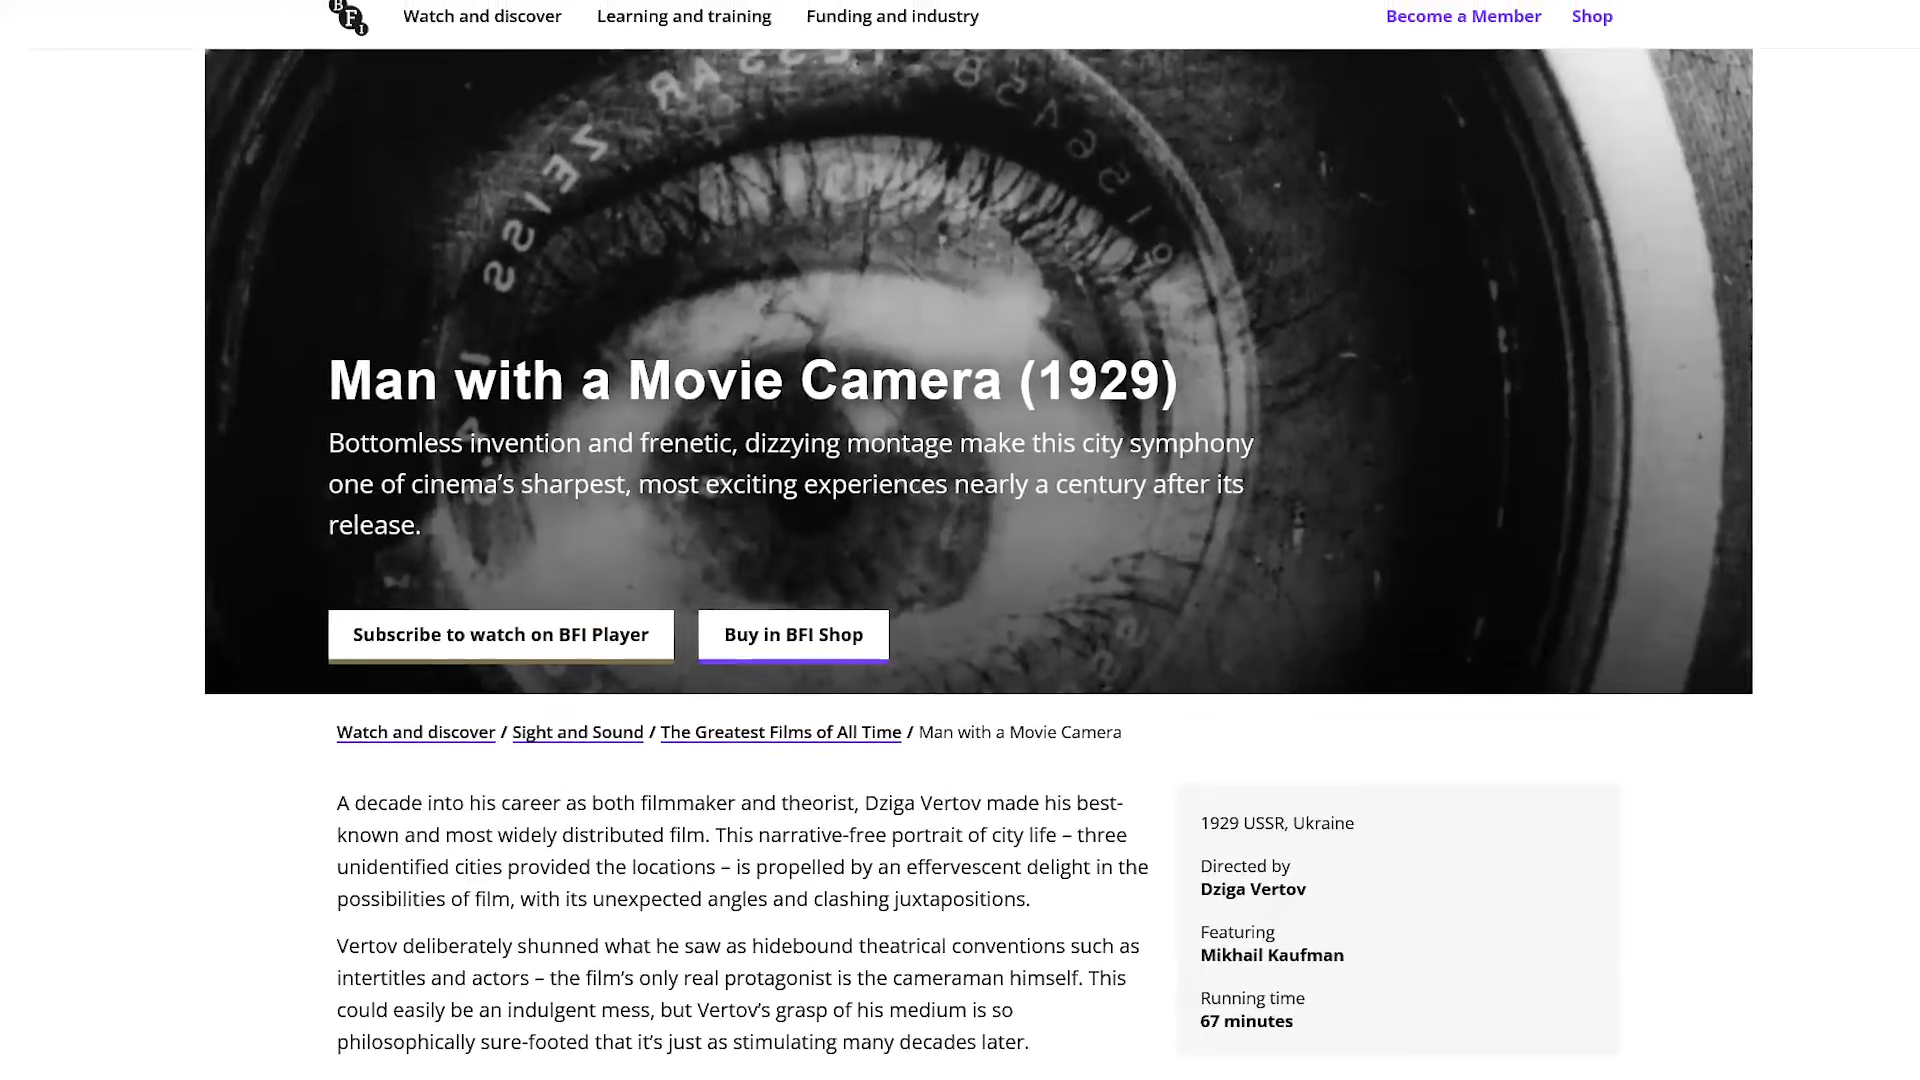 BFI
Watch and discover
Learning and training
Funding and industry
Become a Member
Shop
ZEISS
Man with a Movie Camera (1929)
Bottomless invention and frenetic, dizzying montage make this city symphony
one of cinema’s sharpest, most exciting experiences nearly a century after its
release.
Subscribe to watch on BFI Player
Buy in BFI Shop
Watch and discover / Sight and Sound / The Greatest Films of All Time / Man with a Movie Camera
A decade into his career as both filmmaker and theorist, Dziga Vertov made his best-
known and most widely distributed film. This narrative-free portrait of city life – three
unidentified cities provided the locations – is propelled by an effervescent delight in the
possibilities of film, with its unexpected angles and clashing juxtapositions.
Vertov deliberately shunned what he saw as hidebound theatrical conventions such as
intertitles and actors – the film’s only real protagonist is the cameraman himself. This
could easily be an indulgent mess, but Vertov’s grasp of his medium is so
philosophically sure-footed that it’s just as stimulating many decades later.
1929 USSR, Ukraine
Directed by
Dziga Vertov
Featuring
Mikhail Kaufman
Running time
67 minutes